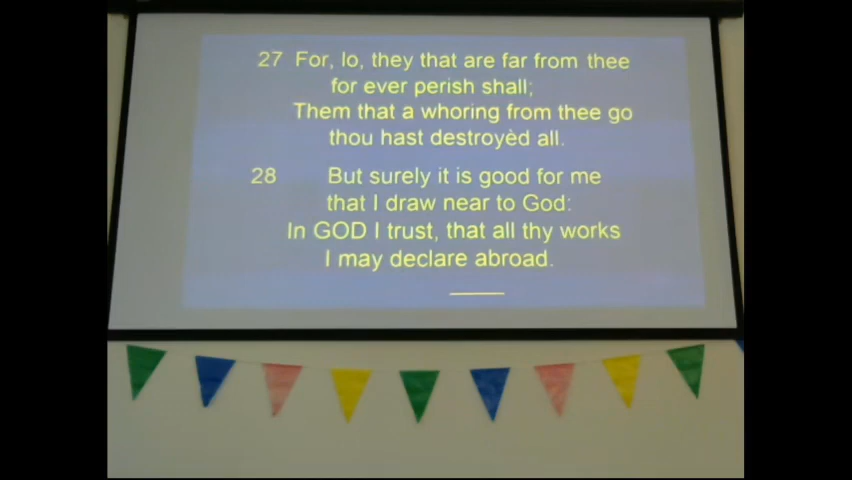 27 For, lo, they that are far from thee
for ever perish shall;
Them that a whoring from thee go
thou hast destroyèd all.
28 But surely it is good for me
that I draw near to God:
In GOD I trust, that all thy works
I may declare abroad.